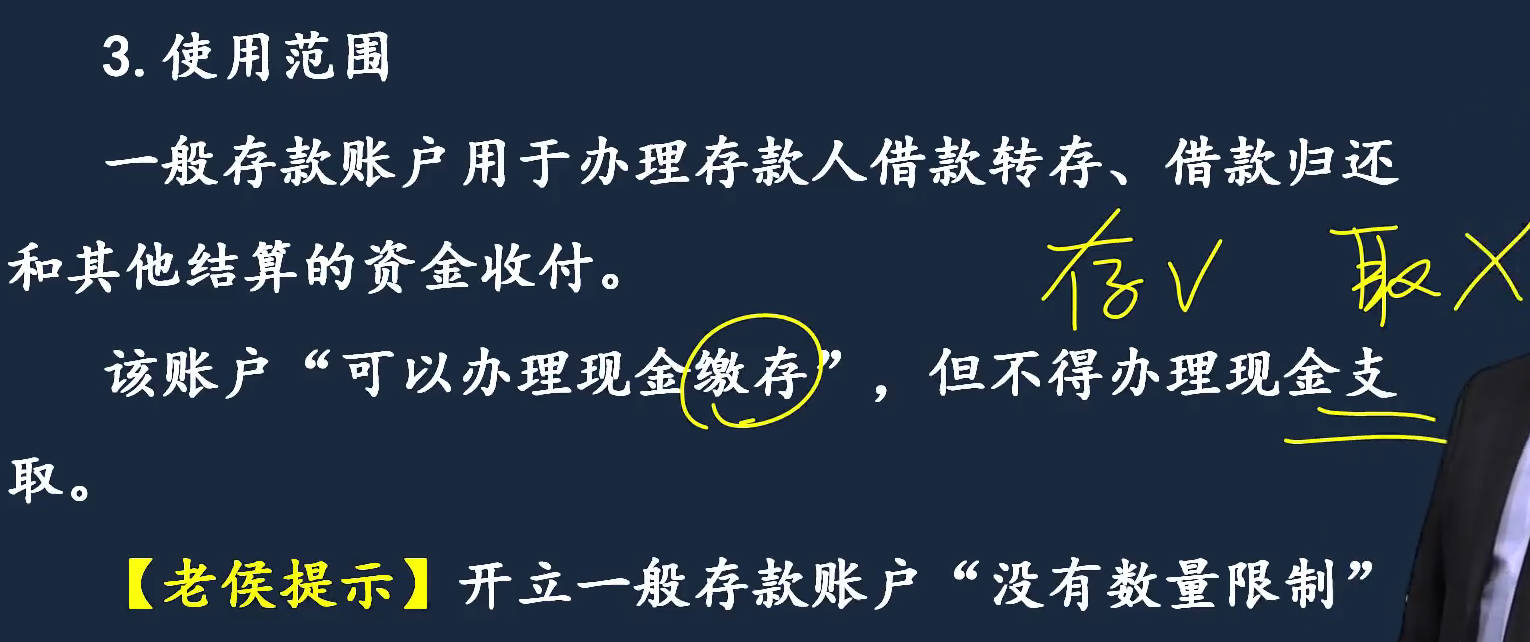 3. 使用范围
一般存款账户用于办理存款人借款转存、借款归还
和其他结算的资金收付。
存√ 取×
该账户“可以办理现金缴存”，但不得办理现金支
取。
【老侯提示】开立一般存款账户“没有数量限制”